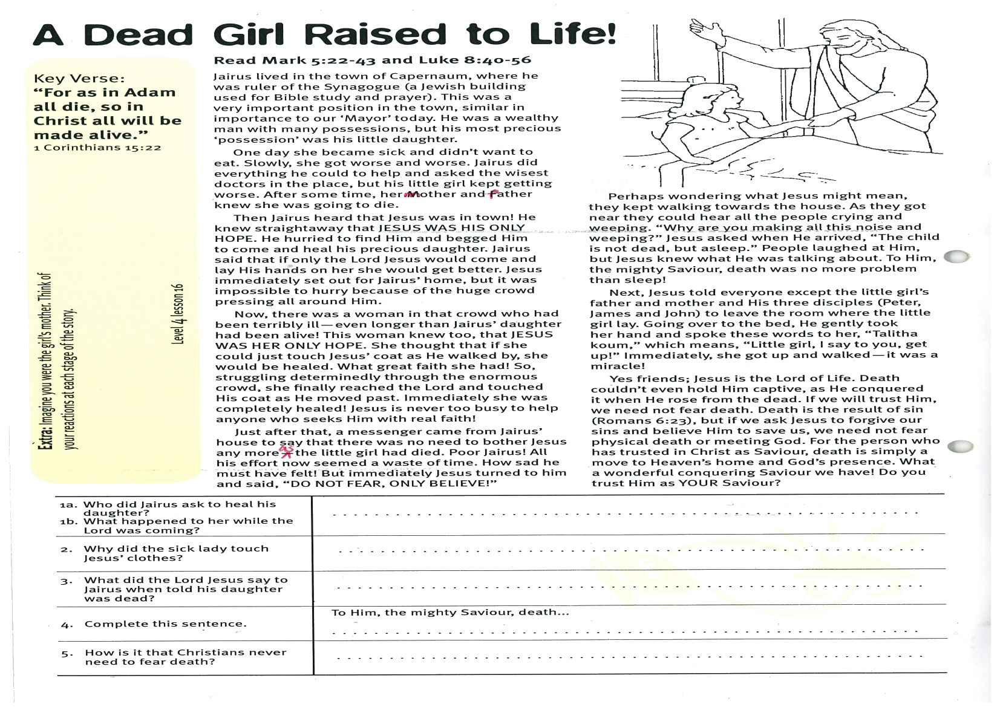 A Dead Girl Raised to Life!
Key Verse:
“For as in Adam
all die, so in
Christ all will be
made alive.”
1 Corinthians 15:22
Extra: Imagine you were the girl’s mother. Think of
your reactions at each stage of the story.
Level 4 lesson 16
Read Mark 5:22-43 and Luke 8:40-56
Jairus lived in the town of Capernaum, where he
was ruler of the Synagogue (a Jewish building
used for Bible study and prayer). This was a
very important position in the town, similar in
importance to our ‘Mayor’ today. He was a wealthy
man with many possessions, but his most precious
‘possession’ was his little daughter.
One day she became sick and didn’t want to
eat. Slowly, she got worse and worse. Jairus did
everything he could to help and asked the wisest
doctors in the place, but his little girl kept getting
worse. After some time, her Mother and Father
knew she was going to die.
Then Jairus heard that Jesus was in town! He
knew straightaway that JESUS WAS HIS ONLY
HOPE. He hurried to find Him and begged Him
to come and heal his precious daughter. Jairus
said that if only the Lord Jesus would come and
lay His hands on her she would get better. Jesus
immediately set out for Jairus’ home, but it was
impossible to hurry because of the huge crowd
pressing all around Him.
Now, there was a woman in that crowd who had
been terribly ill—even longer than Jairus’ daughter
had been alive! This woman knew too, that JESUS
WAS HER ONLY HOPE. She thought that if she
could just touch Jesus’ coat as He walked by, she
would be healed. What great faith she had! So,
struggling determinedly through the enormous
crowd, she finally reached the Lord and touched
His coat as He moved past. Immediately she was
completely healed! Jesus is never too busy to help
anyone who seeks Him with real faith!
Just after that, a messenger came from Jairus’
house to say that there was no need to bother Jesus
any more as the little girl had died. Poor Jairus! All
his effort now seemed a waste of time. How sad he
must have felt! But immediately Jesus turned to him
and said, “DO NOT FEAR, ONLY BELIEVE!”
Perhaps wondering what Jesus might mean,
they kept walking towards the house. As they got
near they could hear all the people crying and
weeping. “Why are you making all this noise and
weeping?” Jesus asked when He arrived, “The child
is not dead, but asleep.” People laughed at Him,
but Jesus knew what He was talking about. To Him,
the mighty Saviour, death was no more problem
than sleep!
Next, Jesus told everyone except the little girl’s
father and mother and His three disciples (Peter,
James and John) to leave the room where the little
girl lay. Going over to the bed, He gently took
her hand and spoke these words to her, “Talitha
koum,” which means, “Little girl, I say to you, get
up!” Immediately, she got up and walked—it was a
miracle!
Yes friends; Jesus is the Lord of Life. Death
couldn’t even hold Him captive, as He conquered
it when He rose from the dead. If we will trust Him,
we need not fear death. Death is the result of sin
(Romans 6:23), but if we ask Jesus to forgive our
sins and believe Him to save us, we need not fear
physical death or meeting God. For the person who
has trusted in Christ as Saviour, death is simply a
move to Heaven’s home and God’s presence. What
a wonderful conquering Saviour we have! Do you
trust Him as YOUR Saviour?
1a. Who did Jairus ask to heal his
daughter?
1b. What happened to her while the
Lord was coming?
2. Why did the sick lady touch
Jesus’ clothes?
3. What did the Lord Jesus say to
Jairus when told his daughter
was dead?
4. Complete this sentence.
To Him, the mighty Saviour, death...
5. How is it that Christians never
need to fear death?